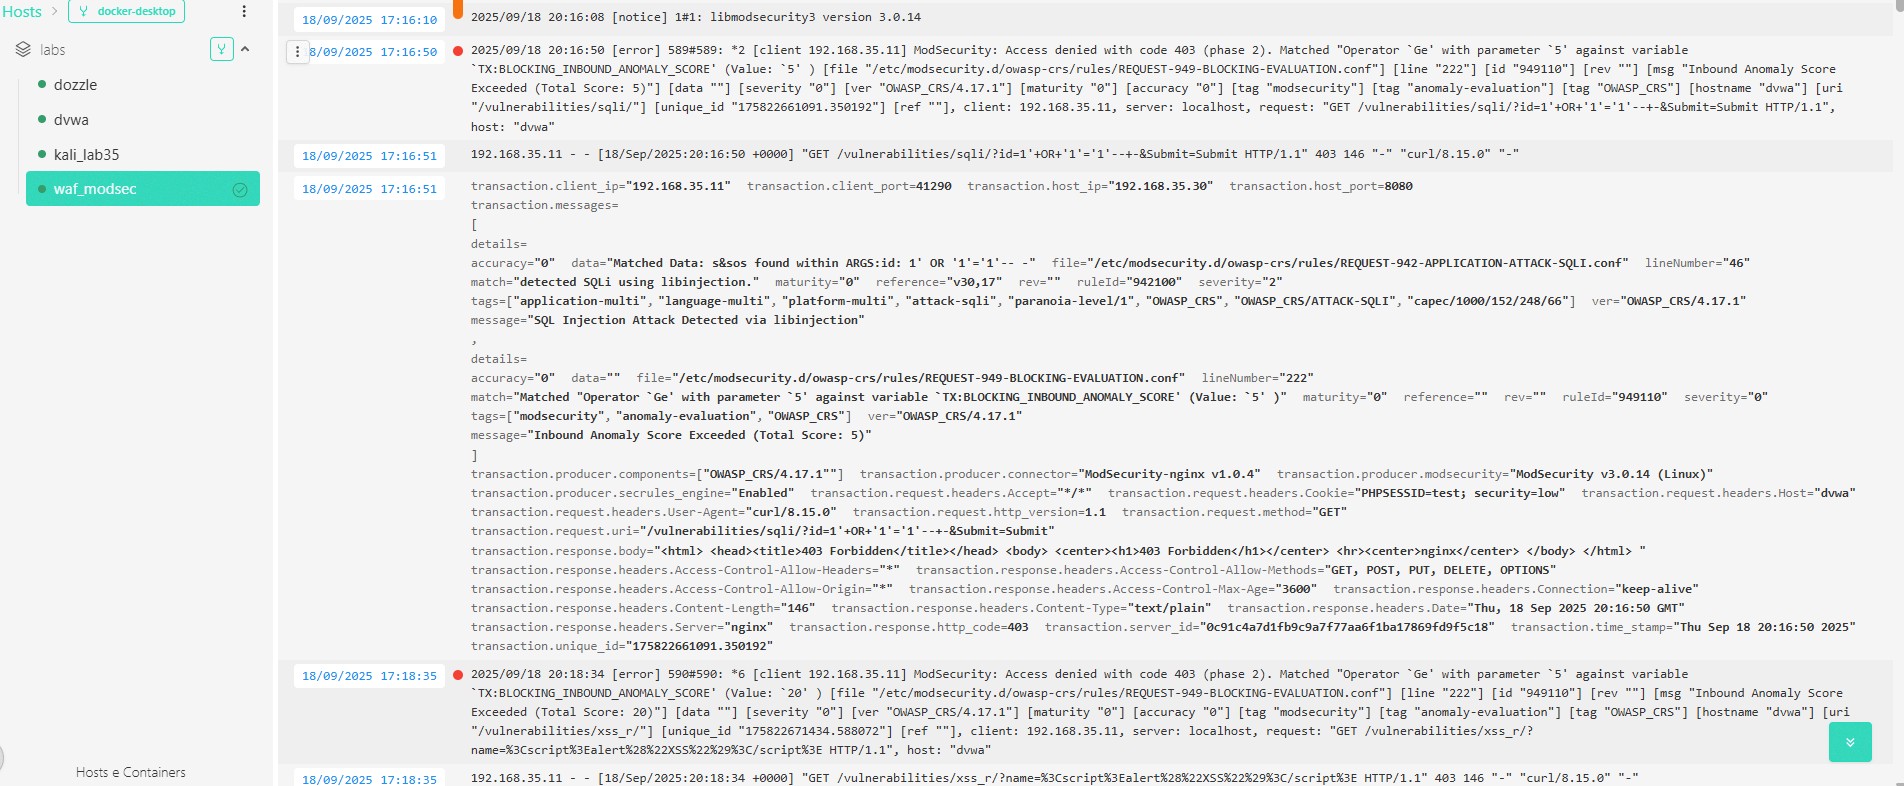 Hosts > docker-desktop
labs
dozzle
dvwa
kali_lab35
waf_modsec
Hosts e Containers
18/09/2025 17:16:10 2025/09/18 20:16:08 [notice] 1#1: libmodsecurity3 version 3.0.14
8/09/2025 17:16:50 2025/09/18 20:16:50 [error] 589#589: *2 [client 192.168.35.11] ModSecurity: Access denied with code 403 (phase 2). Matched "Operator `Ge' with parameter `5' against variable
`TX:BLOCKING_INBOUND_ANOMALY_SCORE' (Value: `5' ) [file "/etc/modsecurity.d/owasp-crs/rules/REQUEST-949-BLOCKING-EVALUATION.conf"] [line "222"] [id "949110"] [rev ""] [msg "Inbound Anomaly Score
Exceeded (Total Score: 5)"] [data ""] [severity "0"] [ver "OWASP_CRS/4.17.1"] [maturity "0"] [accuracy "0"] [tag "modsecurity"] [tag "anomaly-evaluation"] [tag "OWASP_CRS"] [hostname "dvwa"] [uri
"/vulnerabilities/sqli/"] [unique_id "175822661091.350192"] [ref ""], client: 192.168.35.11, server: localhost, request: "GET /vulnerabilities/sqli/?id=1'+OR+'1'='1'--+-&Submit=Submit HTTP/1.1",
host: "dvwa"
18/09/2025 17:16:51 192.168.35.11 - - [18/Sep/2025:20:16:50 +0000] "GET /vulnerabilities/sqli/?id=1'+OR+'1'='1'--+-&Submit=Submit HTTP/1.1" 403 146 "-" "curl/8.15.0" "-"
18/09/2025 17:16:51 transaction.client_ip="192.168.35.11" transaction.client_port=41290 transaction.host_ip="192.168.35.30" transaction.host_port=8080
transaction.messages=
[
details=
accuracy="0" data="Matched Data: s&sos found within ARGS:id: 1' OR '1'='1'-- -" file="/etc/modsecurity.d/owasp-crs/rules/REQUEST-942-APPLICATION-ATTACK-SQLI.conf" lineNumber="46"
match="detected SQLi using libinjection." maturity="0" reference="v30,17" rev="" ruleId="942100" severity="2"
tags=["application-multi", "language-multi", "platform-multi", "attack-sqli", "paranoia-level/1", "OWASP_CRS", "OWASP_CRS/ATTACK-SQLI", "capec/1000/152/248/66"] ver="OWASP_CRS/4.17.1"
message="SQL Injection Attack Detected via libinjection"
,
details=
accuracy="0" data="" file="/etc/modsecurity.d/owasp-crs/rules/REQUEST-949-BLOCKING-EVALUATION.conf" lineNumber="222"
match="Matched "Operator `Ge' with parameter `5' against variable `TX:BLOCKING_INBOUND_ANOMALY_SCORE' (Value: `5' )" maturity="0" reference="" rev="" ruleId="949110" severity="0"
tags=["modsecurity", "anomaly-evaluation", "OWASP_CRS"] ver="OWASP_CRS/4.17.1"
message="Inbound Anomaly Score Exceeded (Total Score: 5)"
]
transaction.producer.components=["OWASP_CRS/4.17.1""] transaction.producer.connector="ModSecurity-nginx v1.0.4" transaction.producer.modsecurity="ModSecurity v3.0.14 (Linux)"
transaction.producer.secrules_engine="Enabled" transaction.request.headers.Accept="*/*" transaction.request.headers.Cookie="PHPSESSID=test; security=low" transaction.request.headers.Host="dvwa"
transaction.request.headers.User-Agent="curl/8.15.0" transaction.request.http_version=1.1 transaction.request.method="GET"
transaction.request.uri="/vulnerabilities/sqli/?id=1'+OR+'1'='1'--+-&Submit=Submit"
transaction.response.body="<html> <head><title>403 Forbidden</title></head> <body> <center><h1>403 Forbidden</h1></center> <hr><center>nginx</center> </body> </html> "
transaction.response.headers.Access-Control-Allow-Headers="*" transaction.response.headers.Access-Control-Allow-Methods="GET, POST, PUT, DELETE, OPTIONS"
transaction.response.headers.Access-Control-Allow-Origin="*" transaction.response.headers.Access-Control-Max-Age="3600" transaction.response.headers.Connection="keep-alive"
transaction.response.headers.Content-Length="146" transaction.response.headers.Content-Type="text/plain" transaction.response.headers.Date="Thu, 18 Sep 2025 20:16:50 GMT"
transaction.response.headers.Server="nginx" transaction.response.http_code=403 transaction.server_id="0c91c4a7d1fb9c9a7f77aa6f1ba17869fd9f5c18" transaction.time_stamp="Thu Sep 18 20:16:50 2025"
transaction.unique_id="175822661091.350192"
18/09/2025 17:18:35 2025/09/18 20:18:34 [error] 590#590: *6 [client 192.168.35.11] ModSecurity: Access denied with code 403 (phase 2). Matched "Operator `Ge' with parameter `5' against variable
`TX:BLOCKING_INBOUND_ANOMALY_SCORE' (Value: `20' ) [file "/etc/modsecurity.d/owasp-crs/rules/REQUEST-949-BLOCKING-EVALUATION.conf"] [line "222"] [id "949110"] [rev ""] [msg "Inbound Anomaly Score
Exceeded (Total Score: 20)"] [data ""] [severity "0"] [ver "OWASP_CRS/4.17.1"] [maturity "0"] [accuracy "0"] [tag "modsecurity"] [tag "anomaly-evaluation"] [tag "OWASP_CRS"] [hostname "dvwa"] [uri
"/vulnerabilities/xss_r/"] [unique_id "175822671434.588072"] [ref ""], client: 192.168.35.11, server: localhost, request: "GET /vulnerabilities/xss_r/?
name=%3Cscript%3Ealert%28%22XSS%22%29%3C/script%3E HTTP/1.1", host: "dvwa"
18/09/2025 17:18:35 192.168.35.11 - - [18/Sep/2025:20:18:34 +0000] "GET /vulnerabilities/xss_r/?name=%3Cscript%3Ealert%28%22XSS%22%29%3C/script%3E HTTP/1.1" 403 146 "-" "curl/8.15.0" "-"